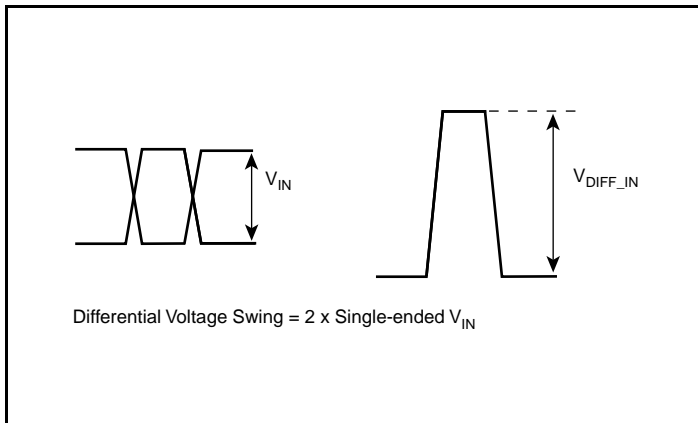 V_IN
V_DIFF_IN
Differential Voltage Swing = 2 x Single-ended V_IN